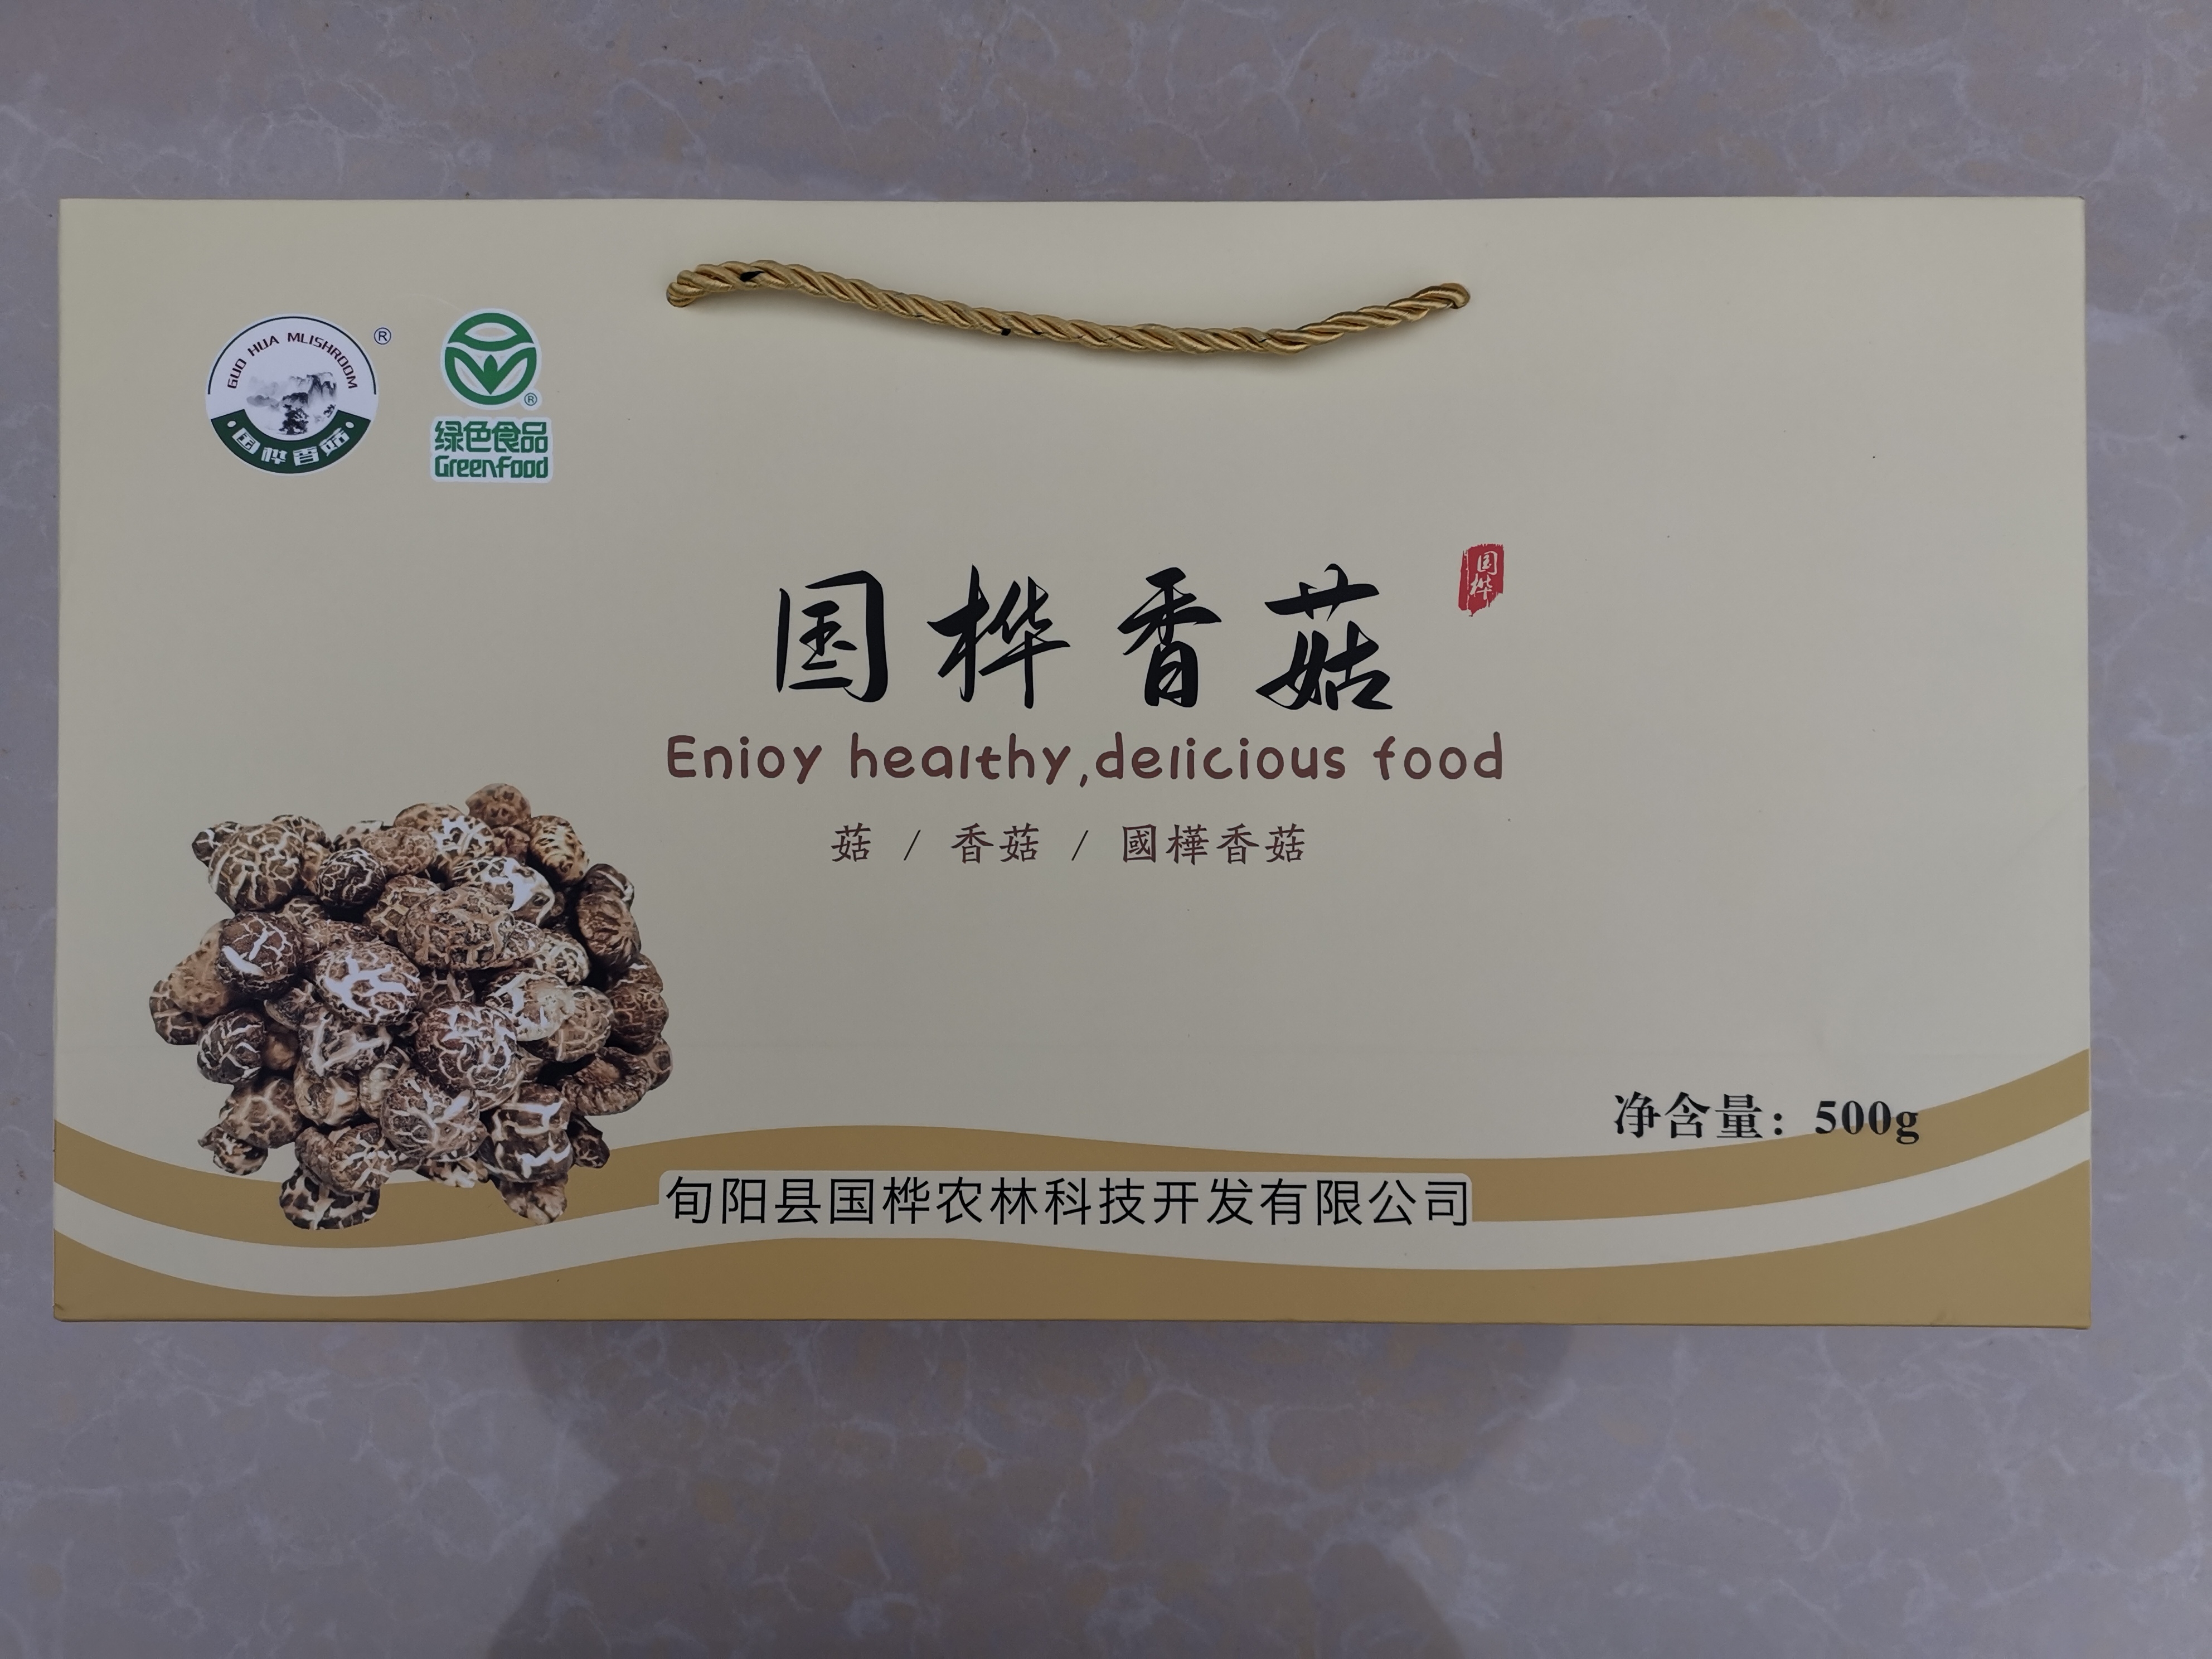 GUO HUA MLISHROOM
®
国桦香菇
®
绿色食品
Greenfood
国桦香菇
国桦
Enioy healthy,delicious food
菇 / 香菇 / 國樺香菇
净含量：500g
旬阳县国桦农林科技开发有限公司